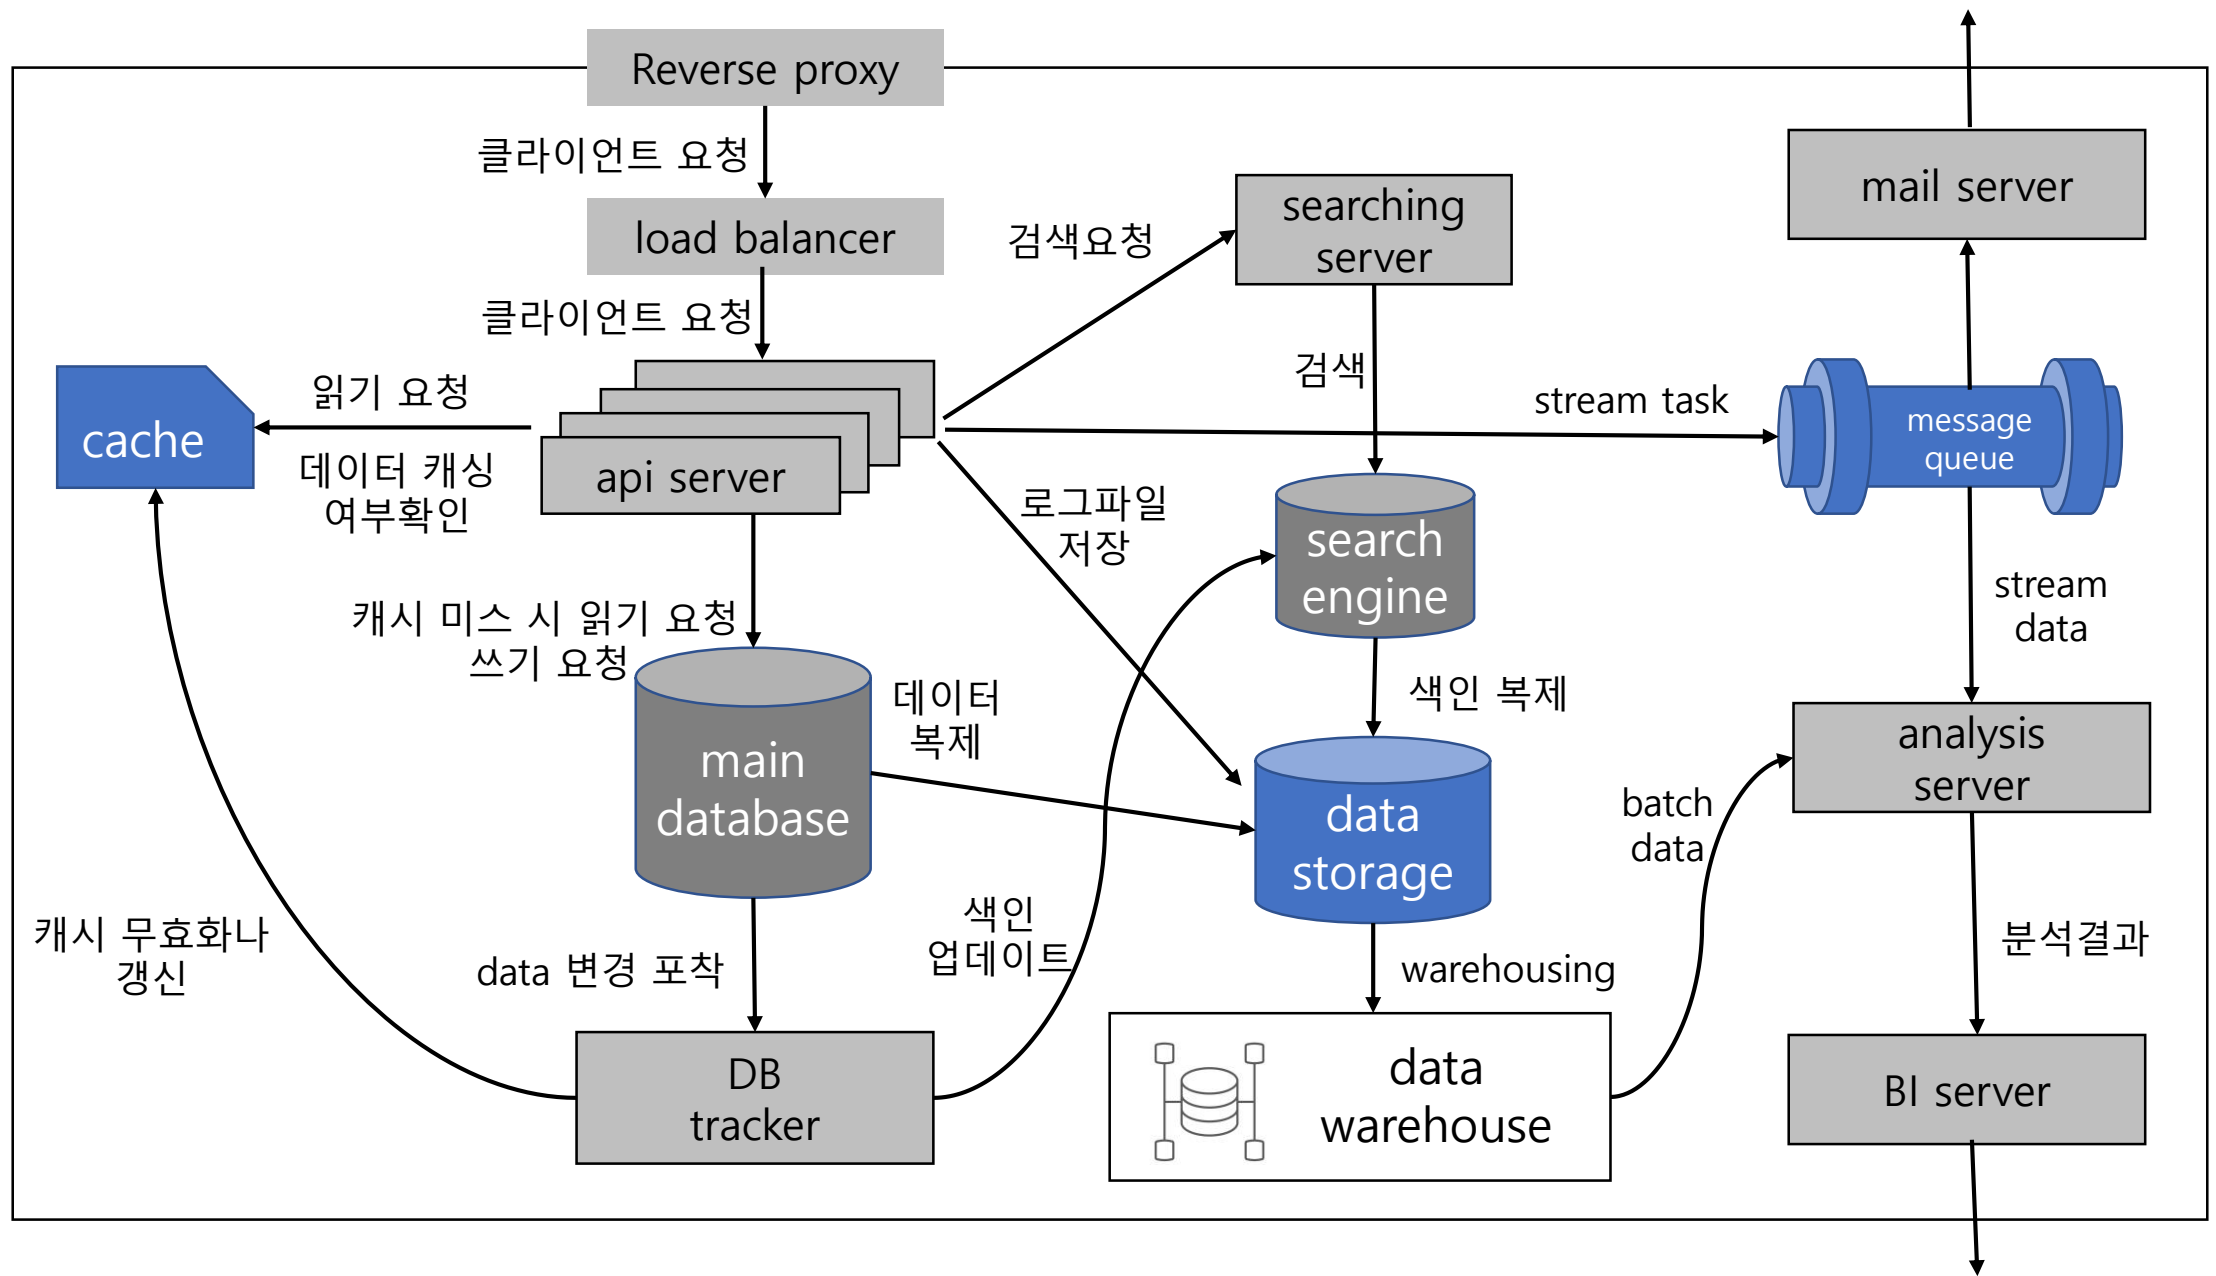 Reverse proxy
클라이언트 요청
load balancer
클라이언트 요청
api server
읽기 요청
데이터 캐싱
여부확인
cache
검색요청
searching
server
검색
stream task
mail server
message
queue
로그파일
저장
search
engine
stream
data
캐시 미스 시 읽기 요청
쓰기 요청
main
database
데이터
복제
색인 복제
data
storage
analysis
server
batch
data
캐시 무효화나
갱신
data 변경 포착
색인
업데이트
warehousing
분석결과
DB
tracker
data
warehouse
BI server